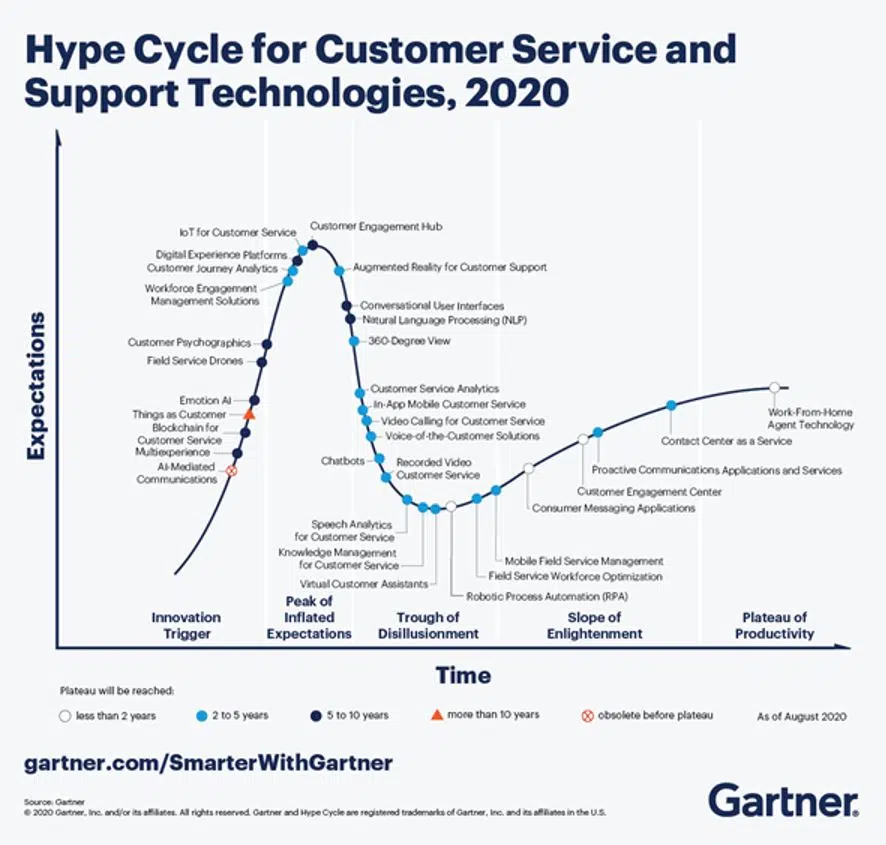 Hype Cycle for Customer Service and
Support Technologies, 2020
Expectations
IoT for Customer Service
Customer Engagement Hub
Digital Experience Platforms
Customer Journey Analytics
Workforce Engagement
Management Solutions
Augmented Reality for Customer Support
Conversational User Interfaces
Natural Language Processing (NLP)
Customer Psychographics
360-Degree View
Field Service Drones
Customer Service Analytics
Emotion AI
In-App Mobile Customer Service
Things as Customer
Video Calling for Customer Service
Blockchain for
Customer Service
Voice-of-the-Customer Solutions
Multiexperience
AI-Mediated
Communications
Chatbots
Recorded Video
Customer Service
Work-From-Home
Agent Technology
Contact Center as a Service
Proactive Communications Applications and Services
Customer Engagement Center
Consumer Messaging Applications
Speech Analytics
for Customer Service
Knowledge Management
for Customer Service
Virtual Customer Assistants
Mobile Field Service Management
Field Service Workforce Optimization
Robotic Process Automation (RPA)
Innovation
Trigger
Peak of
Inflated
Expectations
Trough of
Disillusionment
Slope of
Enlightenment
Plateau of
Productivity
Time
Plateau will be reached:
less than 2 years
2 to 5 years
5 to 10 years
more than 10 years
obsolete before plateau
As of August 2020
gartner.com/SmarterWithGartner
Source: Gartner
© 2020 Gartner, Inc. and/or its affiliates. All rights reserved. Gartner and Hype Cycle are registered trademarks of Gartner, Inc. and its affiliates in the U.S.
Gartner®